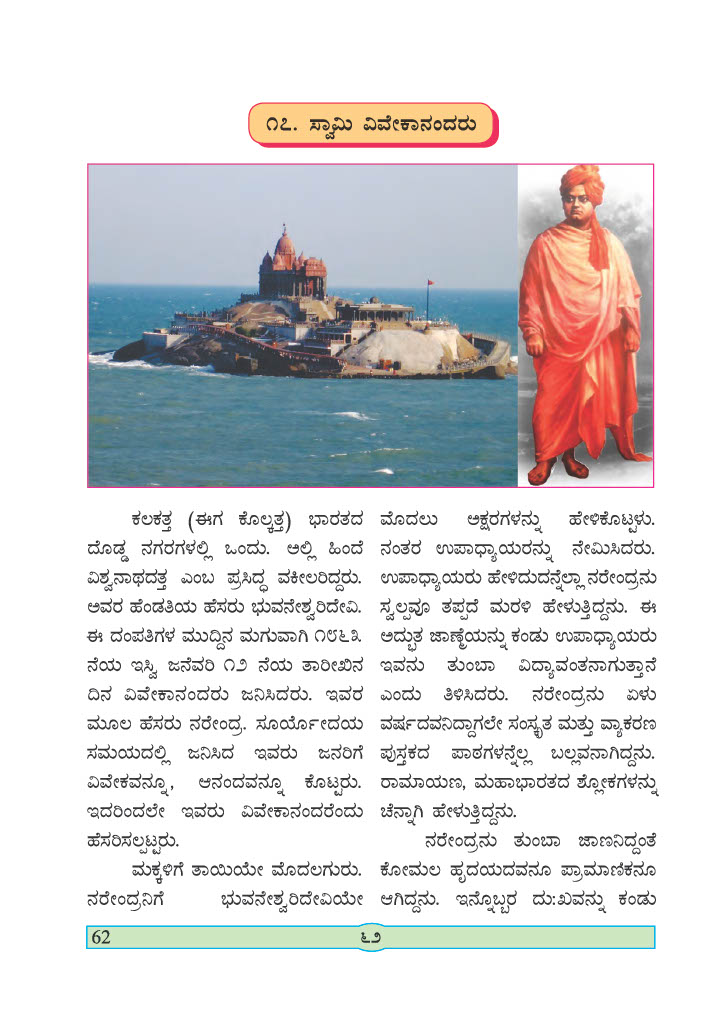 ೧೭. ಸ್ವಾಮಿ ವಿವೇಕಾನಂದರು
ಕಲಕತ್ತ (ಈಗ ಕೊಲ್ಕತ್ತ) ಭಾರತದ
ದೊಡ್ಡ ನಗರಗಳಲ್ಲಿ ಒಂದು. ಅಲ್ಲಿ ಹಿಂದೆ
ವಿಶ್ವನಾಥದತ್ತ ಎಂಬ ಪ್ರಸಿದ್ಧ ವಕೀಲರಿದ್ದರು.
ಅವರ ಹೆಂಡತಿಯ ಹೆಸರು ಭುವನೇಶ್ವರಿದೇವಿ.
ಈ ದಂಪತಿಗಳ ಮುದ್ದಿನ ಮಗುವಾಗಿ ೧೮೬೩
ನೆಯ ಇಸ್ವಿ ಜನೆವರಿ ೧೨ ನೆಯ ತಾರೀಖಿನ
ದಿನ ವಿವೇಕಾನಂದರು ಜನಿಸಿದರು. ಇವರ
ಮೂಲ ಹೆಸರು ನರೇಂದ್ರ. ಸೂರ್ಯೋದಯ
ಸಮಯದಲ್ಲಿ ಜನಿಸಿದ ಇವರು ಜನರಿಗೆ
ವಿವೇಕವನ್ನೂ, ಆನಂದವನ್ನೂ ಕೊಟ್ಟರು.
ಇದರಿಂದಲೇ ಇವರು ವಿವೇಕಾನಂದರೆಂದು
ಹೆಸರಿಸಲ್ಪಟ್ಟರು.
ಮಕ್ಕಳಿಗೆ ತಾಯಿಯೇ ಮೊದಲಗುರು.
ನರೇಂದ್ರನಿಗೆ ಭುವನೇಶ್ವರಿದೇವಿಯೇ
ಮೊದಲು ಅಕ್ಷರಗಳನ್ನು ಹೇಳಿಕೊಟ್ಟಳು.
ನಂತರ ಉಪಾಧ್ಯಾಯರನ್ನು ನೇಮಿಸಿದರು.
ಉಪಾಧ್ಯಾಯರು ಹೇಳಿದುದನ್ನೆಲ್ಲಾ ನರೇಂದ್ರನು
ಸ್ವಲ್ಪವೂ ತಪ್ಪದೆ ಮರಳಿ ಹೇಳುತ್ತಿದ್ದನು. ಈ
ಅದ್ಭುತ ಜಾಣ್ಮೆಯನ್ನು ಕಂಡು ಉಪಾಧ್ಯಾಯರು
ಇವನು ತುಂಬಾ ವಿದ್ಯಾವಂತನಾಗುತ್ತಾನೆ
ಎಂದು ತಿಳಿಸಿದರು. ನರೇಂದ್ರನು ಏಳು
ವರ್ಷದವನಿದ್ದಾಗಲೇ ಸಂಸ್ಕೃತ ಮತ್ತು ವ್ಯಾಕರಣ
ಪುಸ್ತಕದ ಪಾಠಗಳನ್ನೆಲ್ಲ ಬಲ್ಲವನಾಗಿದ್ದನು.
ರಾಮಾಯಣ, ಮಹಾಭಾರತದ ಶ್ಲೋಕಗಳನ್ನು
ಚೆನ್ನಾಗಿ ಹೇಳುತ್ತಿದ್ದನು.
ನರೇಂದ್ರನು ತುಂಬಾ ಜಾಣನಿದ್ದಂತೆ
ಕೋಮಲ ಹೃದಯದವನೂ ಪ್ರಾಮಾಣಿಕನೂ
ಆಗಿದ್ದನು. ಇನ್ನೊಬ್ಬರ ದು:ಖವನ್ನು ಕಂಡು
62 ೬೨